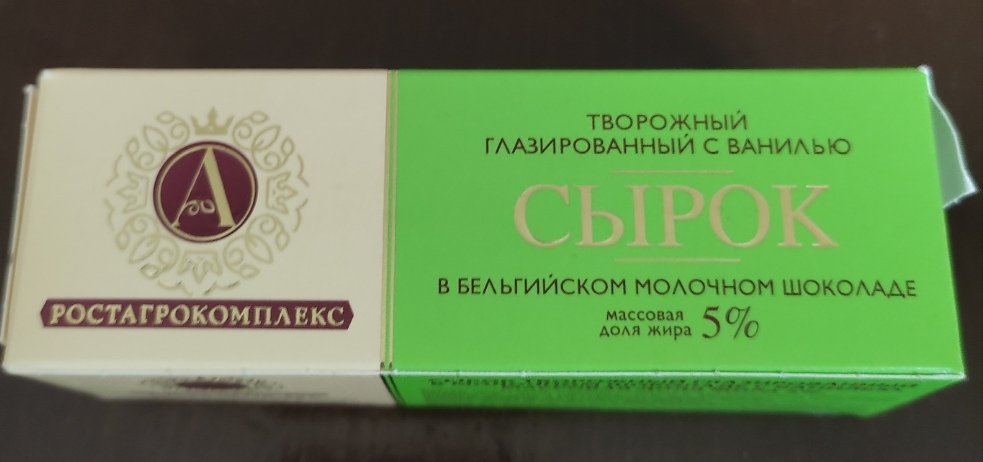 А
РОСТАГРОКОМПЛЕКС
ТВОРОЖНЫЙ
ГЛАЗИРОВАННЫЙ С ВАНИЛЬЮ
СЫРОК
В БЕЛЬГИЙСКОМ МОЛОЧНОМ ШОКОЛАДЕ
массовая
доля жира 5%